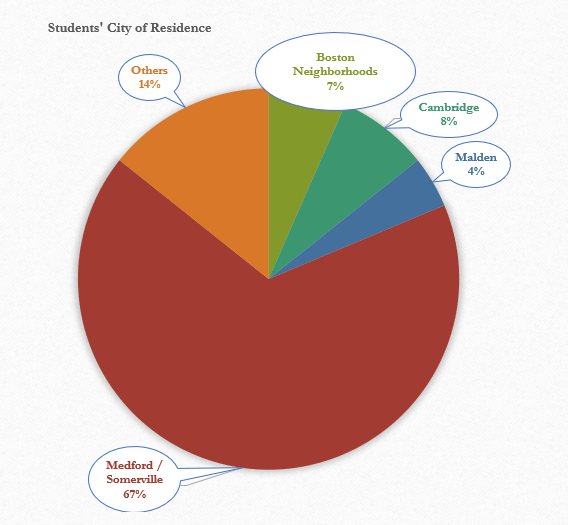 Students' City of Residence
Others
14%
Boston
Neighborhoods
7%
Cambridge
8%
Malden
4%
Medford /
Somerville
67%